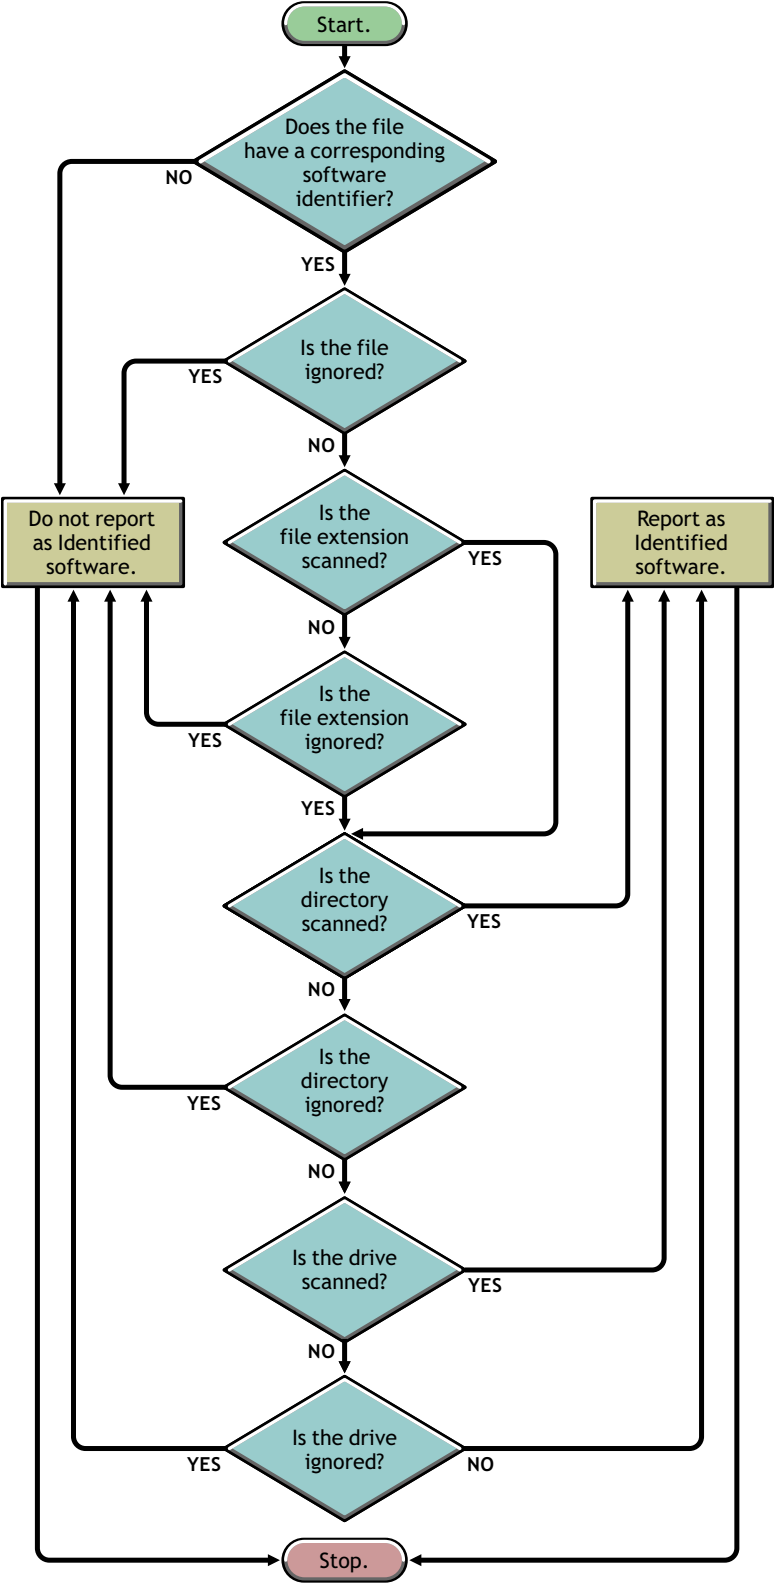 Start.
Does the file
have a corresponding
software
identifier?
NO
YES
Is the file
ignored?
YES
NO
Do not report
as Identified
software.
Is the
file extension
scanned?
YES
Report as
Identified
software.
NO
Is the
file extension
ignored?
YES
YES
Is the
directory
scanned?
YES
NO
Is the
directory
ignored?
YES
NO
Is the drive
scanned?
YES
NO
Is the drive
ignored?
YES
NO
Stop.